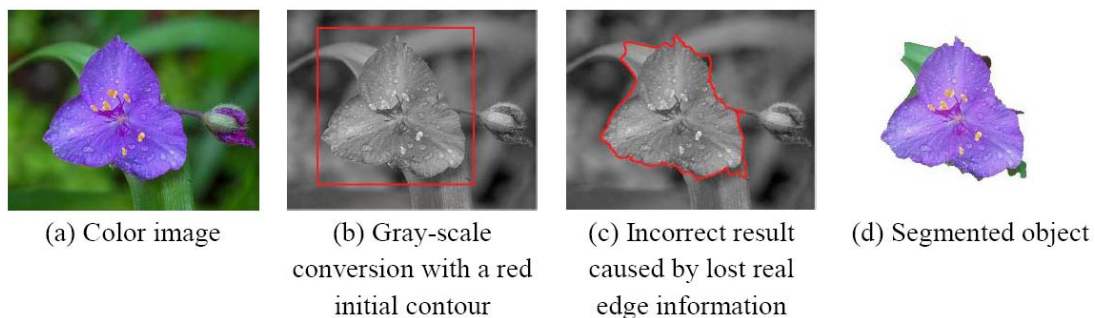 (a) Color image
(b) Gray-scale
conversion with a red
initial contour
(c) Incorrect result
caused by lost real
edge information
(d) Segmented object